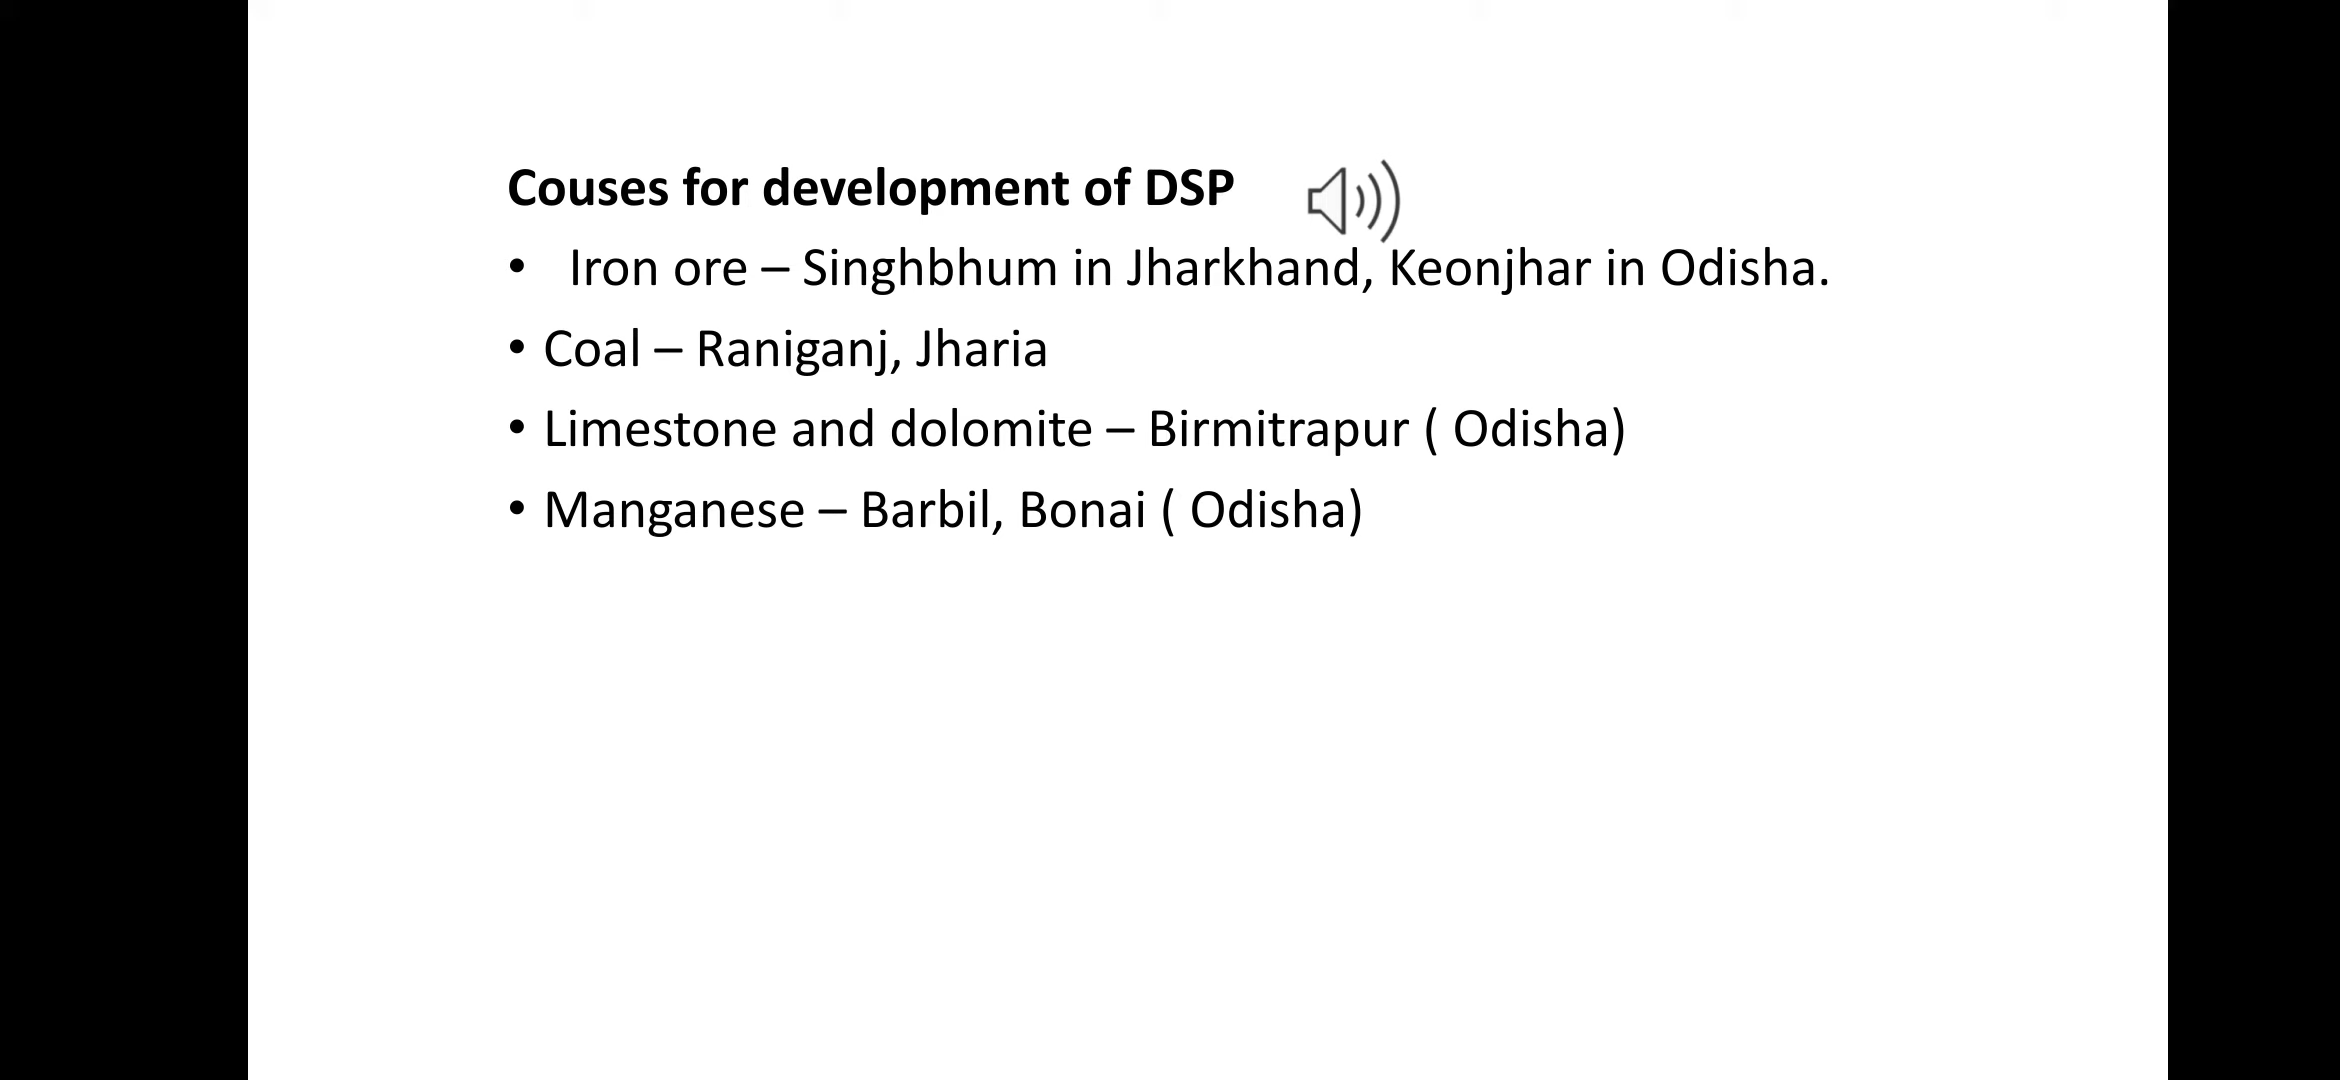 Couses for development of DSP
• Iron ore – Singhbhum in Jharkhand, Keonjhar in Odisha.
• Coal – Raniganj, Jharia
• Limestone and dolomite – Birmitrapur ( Odisha)
• Manganese – Barbil, Bonai ( Odisha)